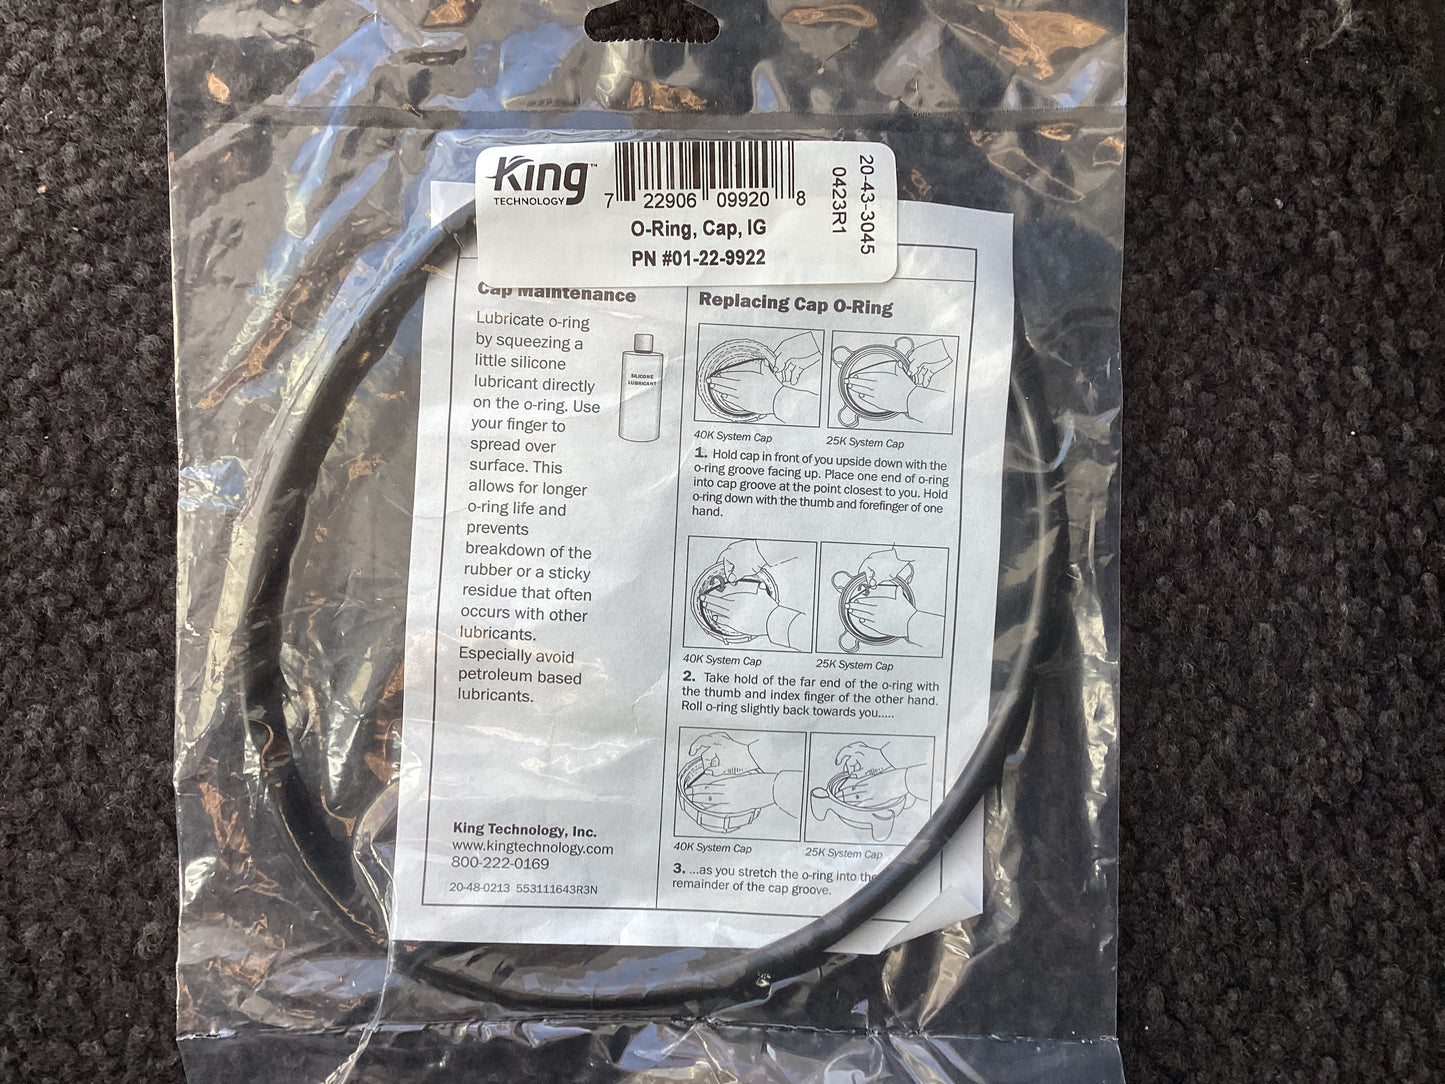 King™
TECHNOLOGY
7 22906 09920 8
O-Ring, Cap, IG
PN #01-22-9922
20-43-3045
0423R1
Cap Maintenance
Lubricate o-ring
by squeezing a
little silicone
lubricant directly
on the o-ring. Use
your finger to
spread over
surface. This
allows for longer
o-ring life and
prevents
breakdown of the
rubber or a sticky
residue that often
occurs with other
lubricants.
Especially avoid
petroleum based
lubricants.
SILICONE
LUBRICANT
King Technology, Inc.
www.kingtechnology.com
800-222-0169
20-48-0213 553111643R3N
Replacing Cap O-Ring
40K System Cap
25K System Cap
1. Hold cap in front of you upside down with the
o-ring groove facing up. Place one end of o-ring
into cap groove at the point closest to you. Hold
o-ring down with the thumb and forefinger of one
hand.
40K System Cap
25K System Cap
2. Take hold of the far end of the o-ring with
the thumb and index finger of the other hand.
Roll o-ring slightly back towards you.....
40K System Cap
25K System Cap
3. ...as you stretch the o-ring into the
remainder of the cap groove.